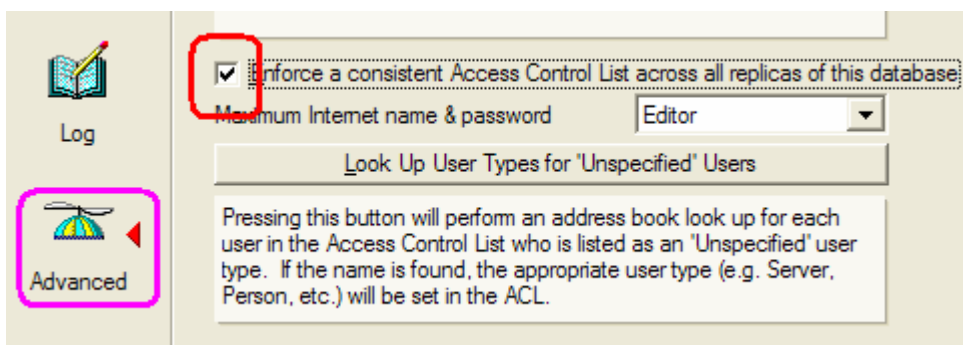 Log
Advanced
Enforce a consistent Access Control List across all replicas of this database
Maximum Internet name & password
Editor
Look Up User Types for 'Unspecified' Users
Pressing this button will perform an address book look up for each
user in the Access Control List who is listed as an 'Unspecified' user
type.  If the name is found, the appropriate user type (e.g. Server,
Person, etc.) will be set in the ACL.